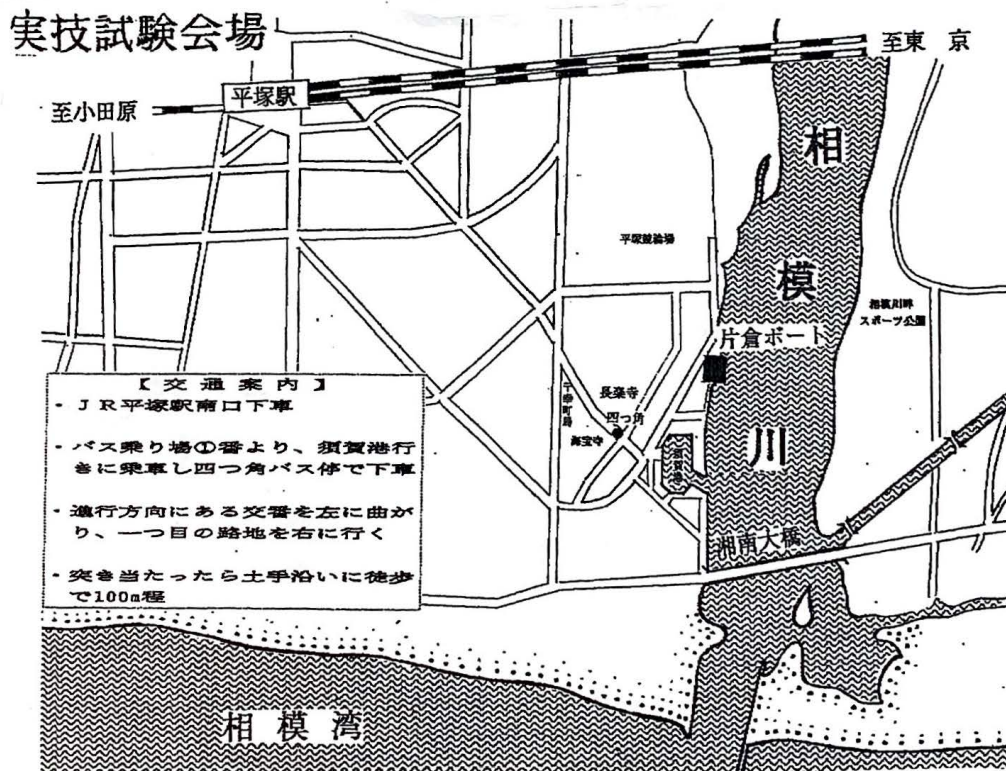 実技試験会場
至東 京
平塚駅
至小田原
相
模
川
平塚競輪場
相模川畔
スポーツ公園
片倉ボート
長楽寺
四つ角
海宝寺
千幸町局
須賀港
湘南大橋
【 交 通 案 内 】
・ＪＲ平塚駅南口下車
・バス乗り場①番より、須賀港行
きに乗車し四つ角バス停で下車
・進行方向にある交番を左に曲が
り、一つ目の路地を右に行く
・突き当たったら土手沿いに徒歩
で100m程
相 模 湾